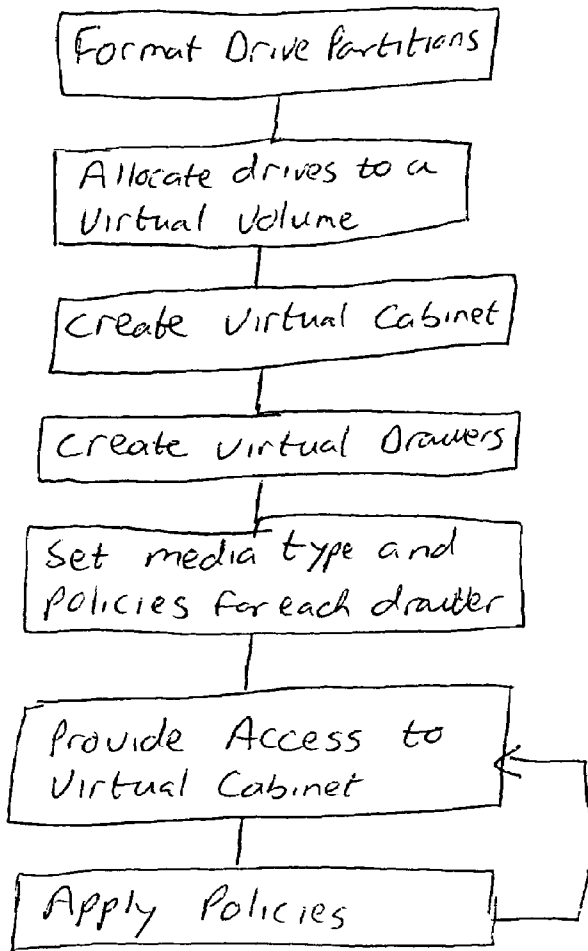 Format Drive Partitions
Allocate drives to a
Virtual Volume
Create Virtual Cabinet
Create Virtual Drawers
Set media type and
Policies for each drawer
Provide Access to
Virtual Cabinet
Apply Policies